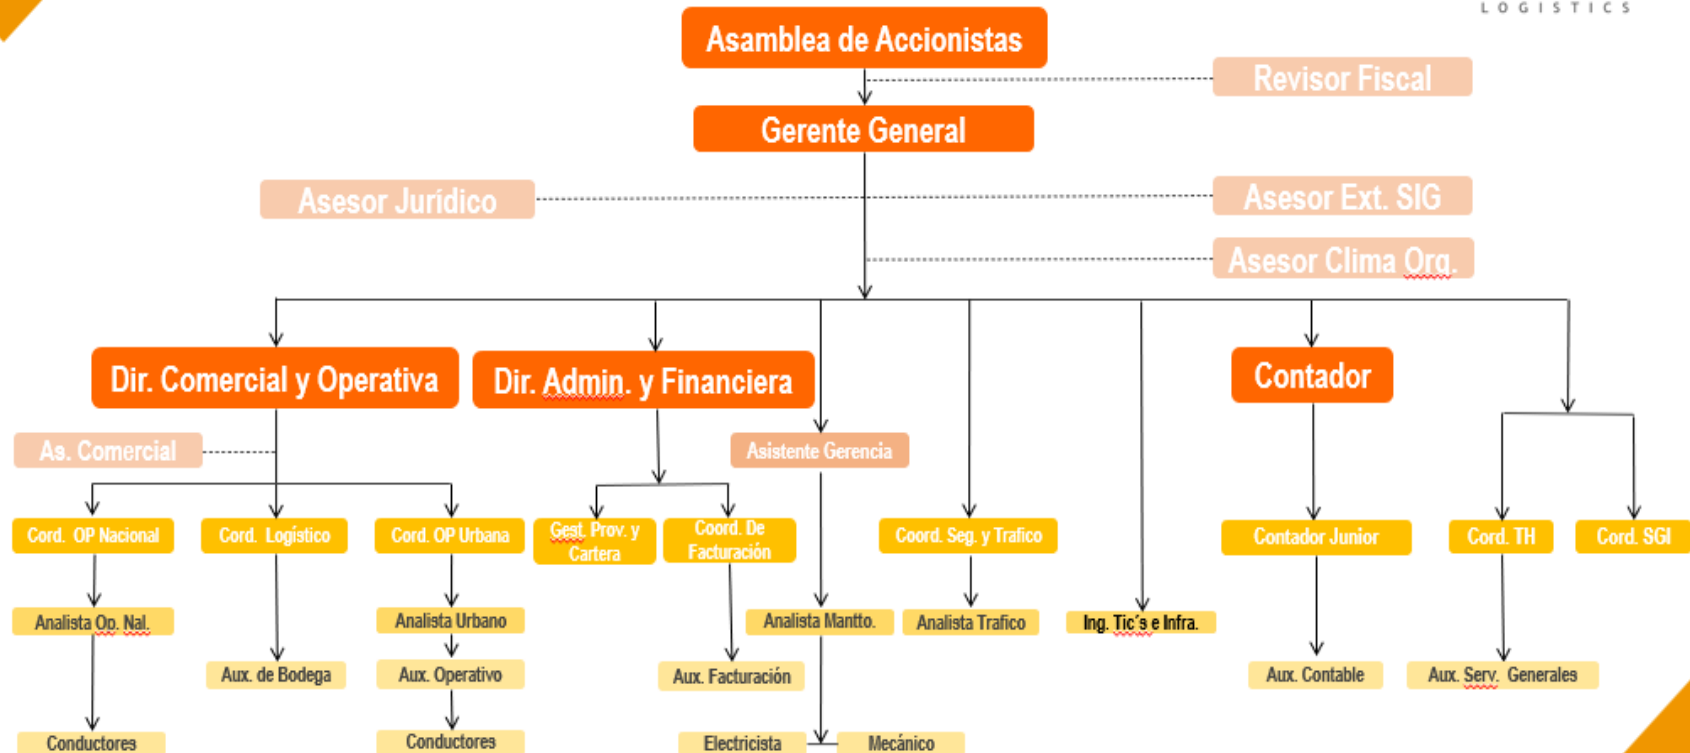 LOGISTICS
Asamblea de Accionistas
Revisor Fiscal
Gerente General
Asesor Jurídico
Asesor Ext. SIG
Asesor Clima Org.
Dir. Comercial y Operativa
Dir. Admin. y Financiera
Contador
As. Comercial
Asistente Gerencia
Cord. OP Nacional
Cord. Logístico
Cord. OP Urbana
Gest. Prov. y
Cartera
Coord. De
Facturación
Coord. Seg. y Trafico
Contador Junior
Cord. TH
Cord. SGI
Analista Op. Nal.
Analista Urbano
Analista Mantto.
Analista Trafico
Ing. Tic´s e Infra.
Aux. de Bodega
Aux. Operativo
Aux. Facturación
Aux. Contable
Aux. Serv. Generales
Conductores
Conductores
Electricista
Mecánico